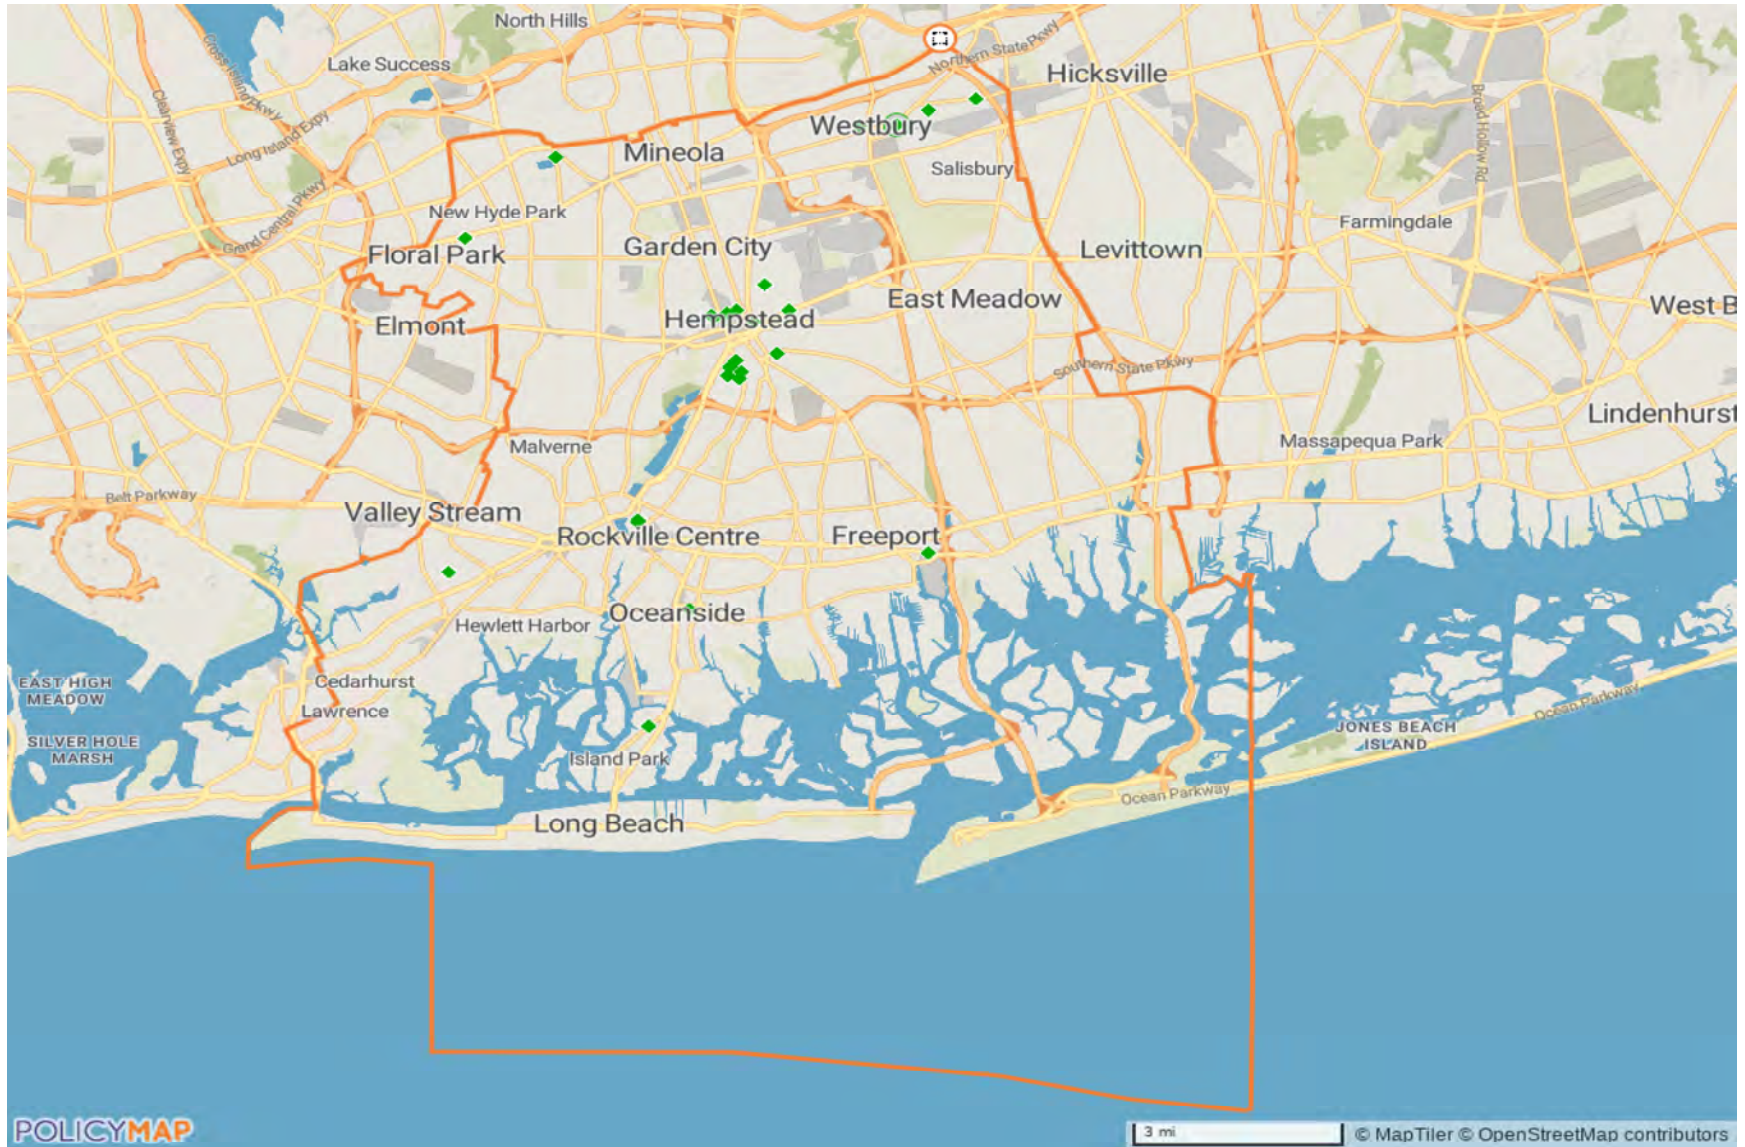 North Hills
Cross Island Pkwy
Lake Success
Northern State Pkwy
Hicksville
Clearview Expy
Broad Hollow Rd
Long Island Expy
Westbury
Mineola
Salisbury
Grand Central Pkwy
New Hyde Park
Farmingdale
Floral Park
Garden City
Levittown
East Meadow
West B
Elmont
Hempstead
Southern State Pkwy
Lindenhurst
Malverne
Massapequa Park
Belt Parkway
Valley Stream
Rockville Centre
Freeport
Oceanside
Hewlett Harbor
EAST HIGH
MEADOW
Cedarhurst
Lawrence
Ocean Parkway
SILVER HOLE
MARSH
JONES BEACH
ISLAND
Island Park
Ocean Parkway
Long Beach
POLICYMAP
3 mi
© MapTiler © OpenStreetMap contributors